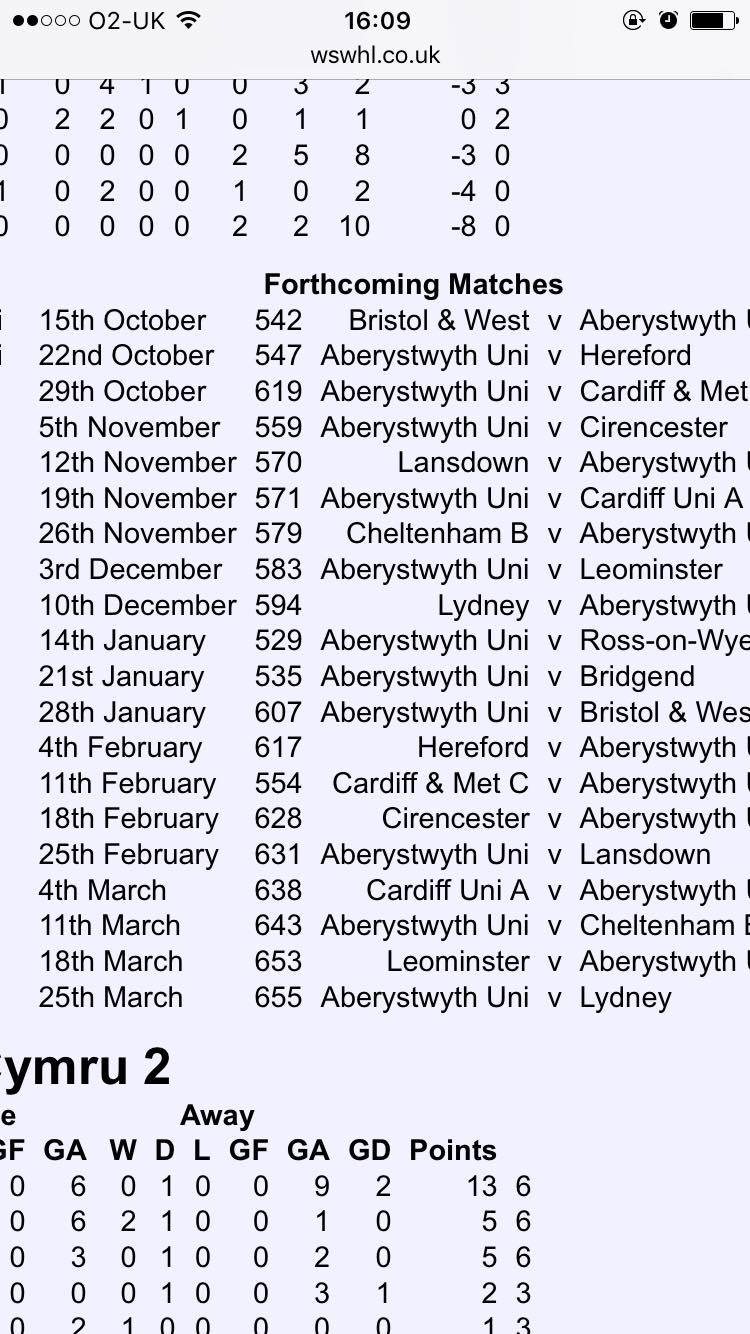 O2-UK 16:09
wswhl.co.uk
1 0 4 1 0 0 3 2 -3 3
0 2 2 0 1 0 1 1 0 2
0 0 0 0 0 2 5 8 -3 0
1 0 2 0 0 1 0 2 -4 0
0 0 0 0 0 2 2 10 -8 0
Forthcoming Matches
i 15th October 542 Bristol & West v Aberystwyth U
i 22nd October 547 Aberystwyth Uni v Hereford
29th October 619 Aberystwyth Uni v Cardiff & Met
5th November 559 Aberystwyth Uni v Cirencester
12th November 570 Lansdown v Aberystwyth U
19th November 571 Aberystwyth Uni v Cardiff Uni A
26th November 579 Cheltenham B v Aberystwyth U
3rd December 583 Aberystwyth Uni v Leominster
10th December 594 Lydney v Aberystwyth U
14th January 529 Aberystwyth Uni v Ross-on-Wye
21st January 535 Aberystwyth Uni v Bridgend
28th January 607 Aberystwyth Uni v Bristol & Wes
4th February 617 Hereford v Aberystwyth U
11th February 554 Cardiff & Met C v Aberystwyth U
18th February 628 Cirencester v Aberystwyth U
25th February 631 Aberystwyth Uni v Lansdown
4th March 638 Cardiff Uni A v Aberystwyth U
11th March 643 Aberystwyth Uni v Cheltenham B
18th March 653 Leominster v Aberystwyth U
25th March 655 Aberystwyth Uni v Lydney
Cymru 2
e Away
GF GA W D L GF GA GD Points
0 6 0 1 0 0 9 2 13 6
0 6 2 1 0 0 1 0 5 6
0 3 0 1 0 0 2 0 5 6
0 0 0 1 0 0 3 1 2 3
0 2 1 0 0 0 0 0 1 3